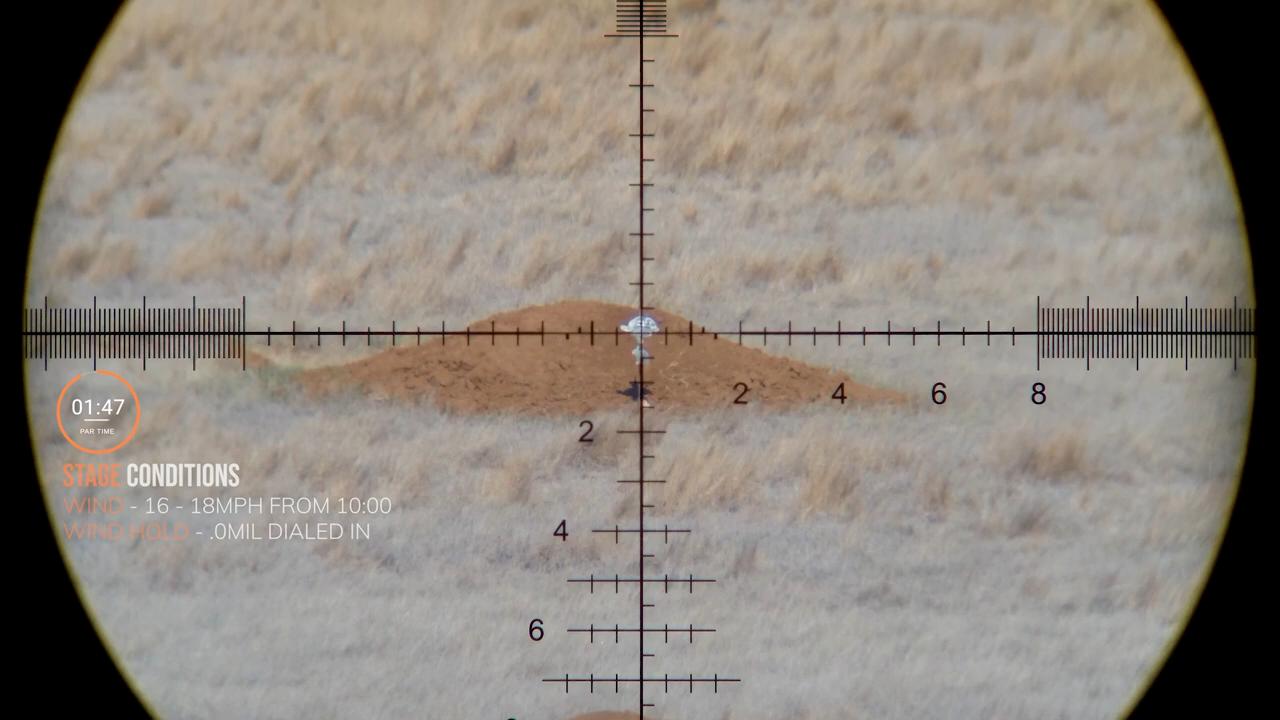 2 4 6 8
2
4
6
01:47
PAR TIME
STAGE CONDITIONS
WIND - 16 - 18MPH FROM 10:00
WIND HOLD - .0MIL DIALED IN